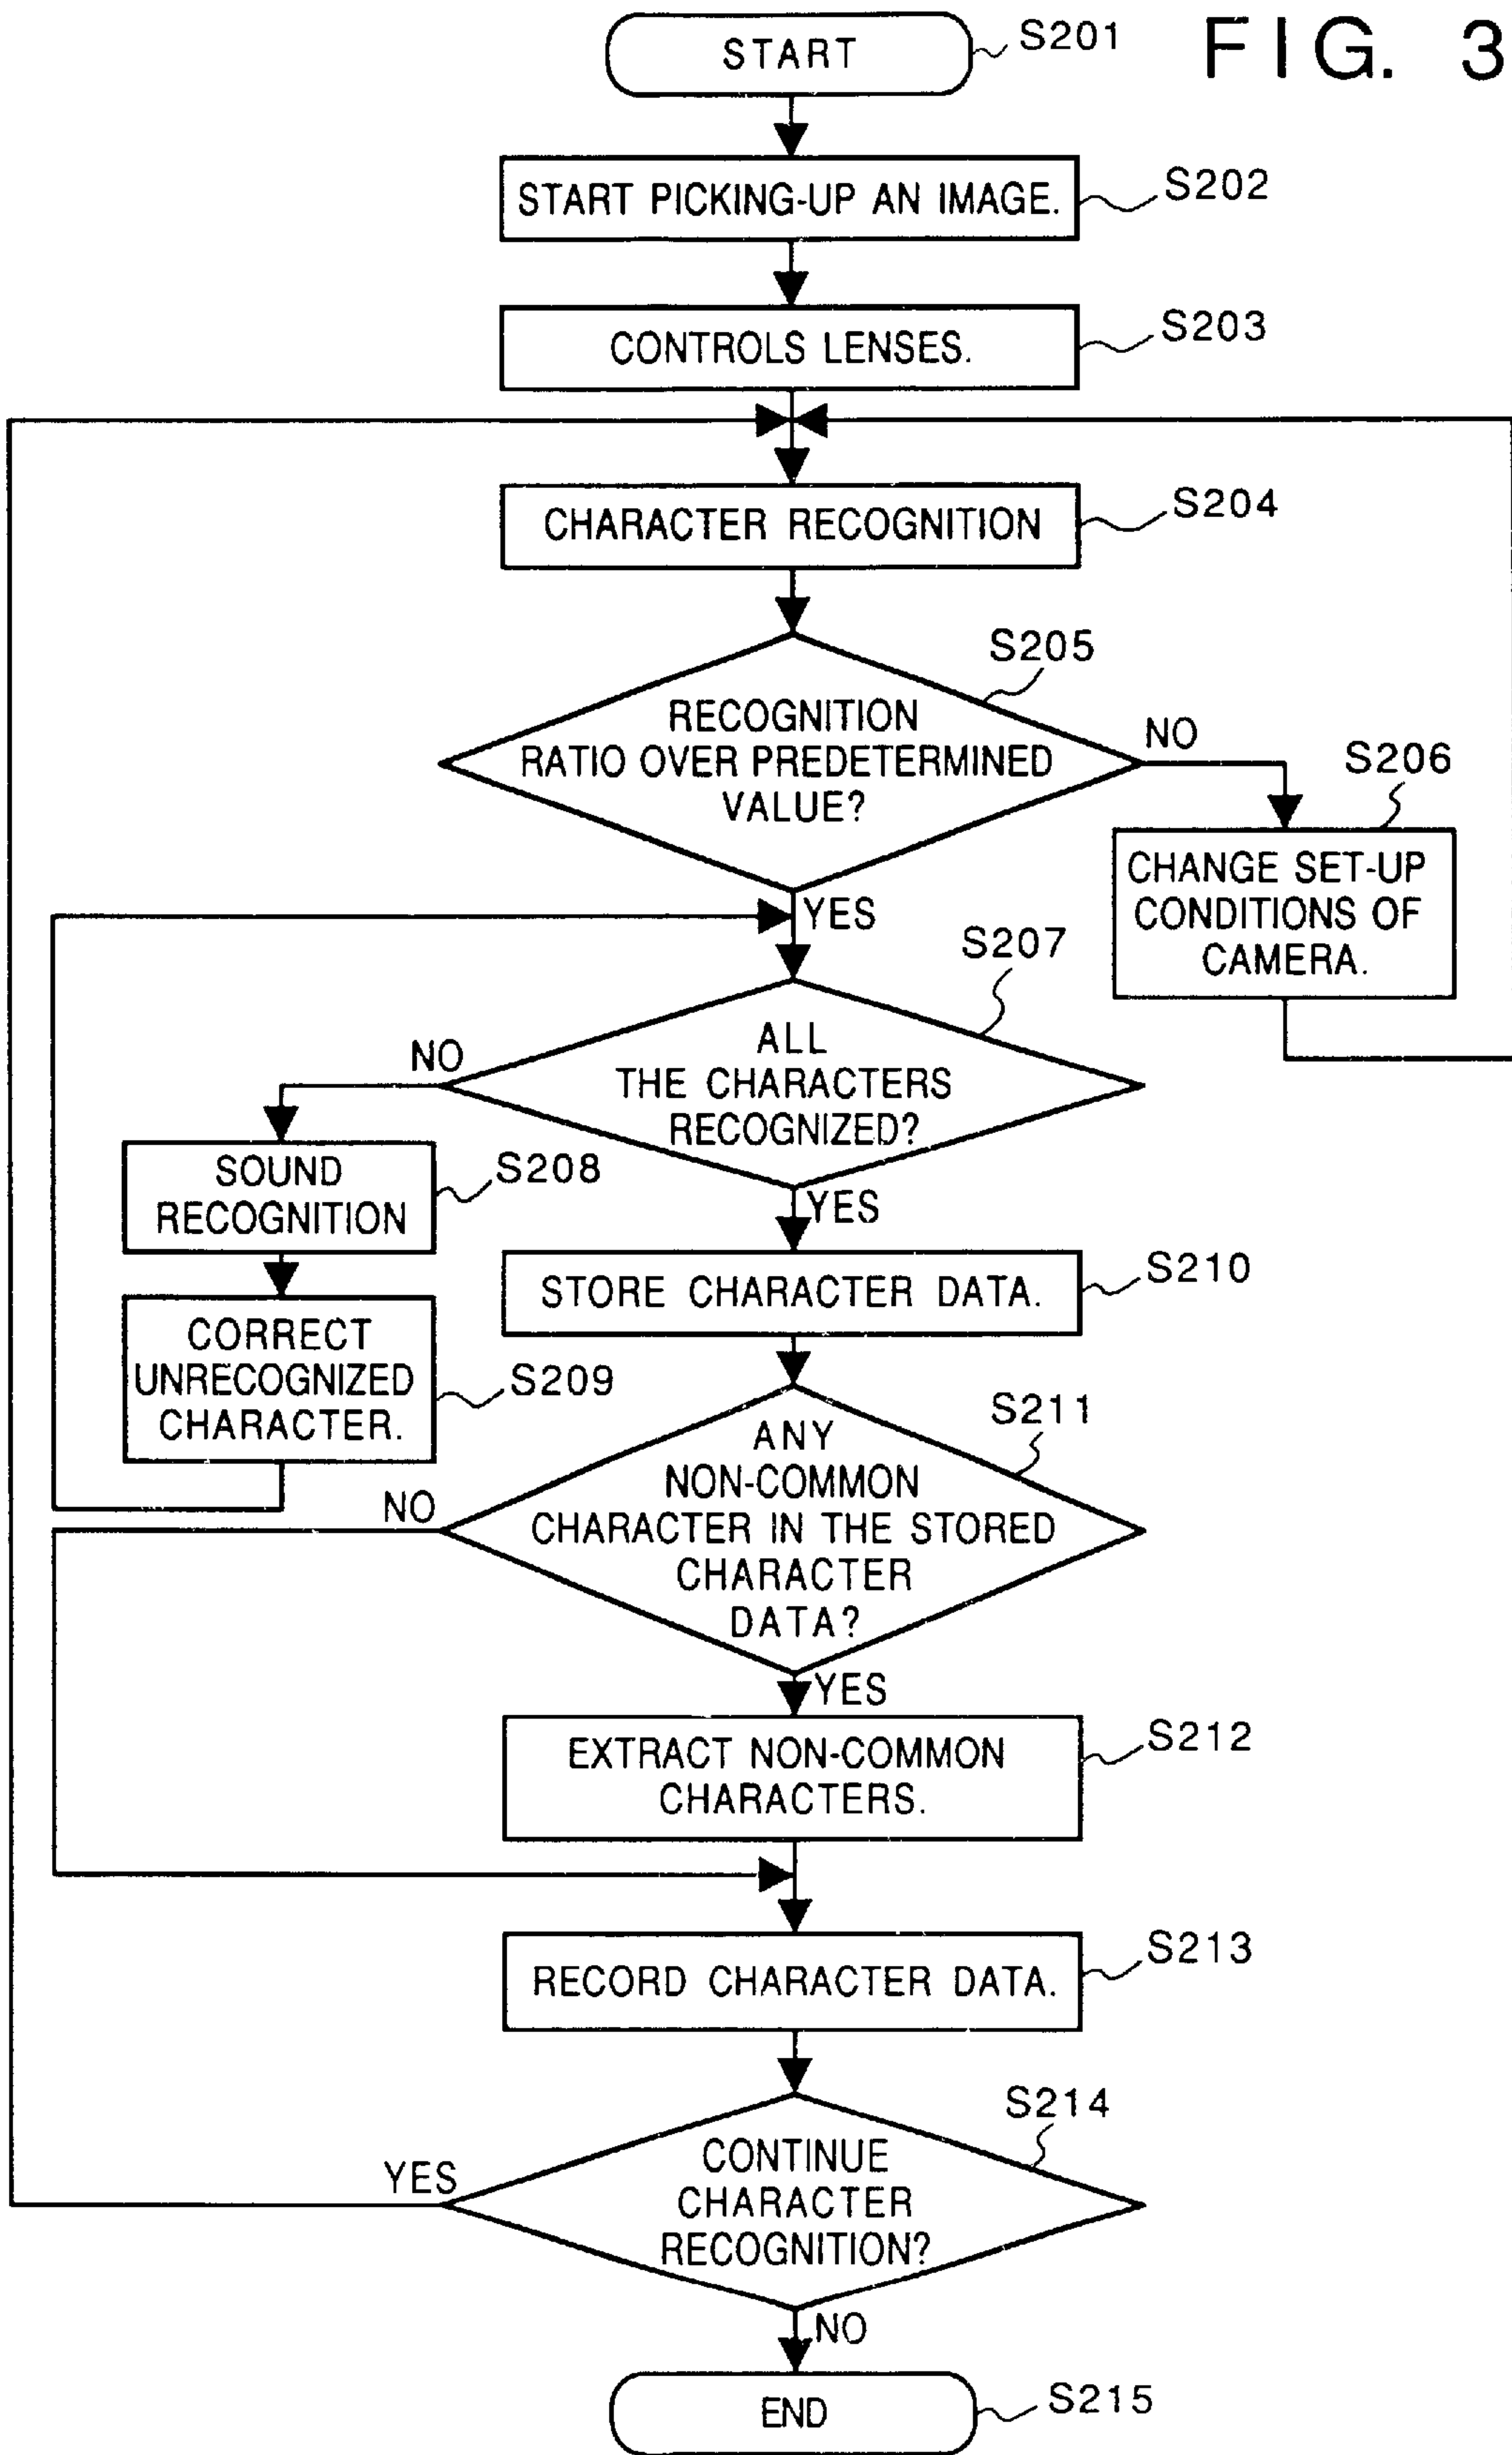 FIG. 3
START
S201
START PICKING-UP AN IMAGE.
S202
CONTROLS LENSES.
S203
CHARACTER RECOGNITION
S204
S205
RECOGNITION
RATIO OVER PREDETERMINED
VALUE?
NO
S206
CHANGE SET-UP
CONDITIONS OF
CAMERA.
YES
S207
ALL
THE CHARACTERS
RECOGNIZED?
NO
SOUND
RECOGNITION
S208
YES
CORRECT
UNRECOGNIZED
CHARACTER.
S209
STORE CHARACTER DATA.
S210
S211
ANY
NON-COMMON
CHARACTER IN THE STORED
CHARACTER
DATA?
NO
YES
EXTRACT NON-COMMON
CHARACTERS.
S212
RECORD CHARACTER DATA.
S213
S214
CONTINUE
CHARACTER
RECOGNITION?
YES
NO
END
S215